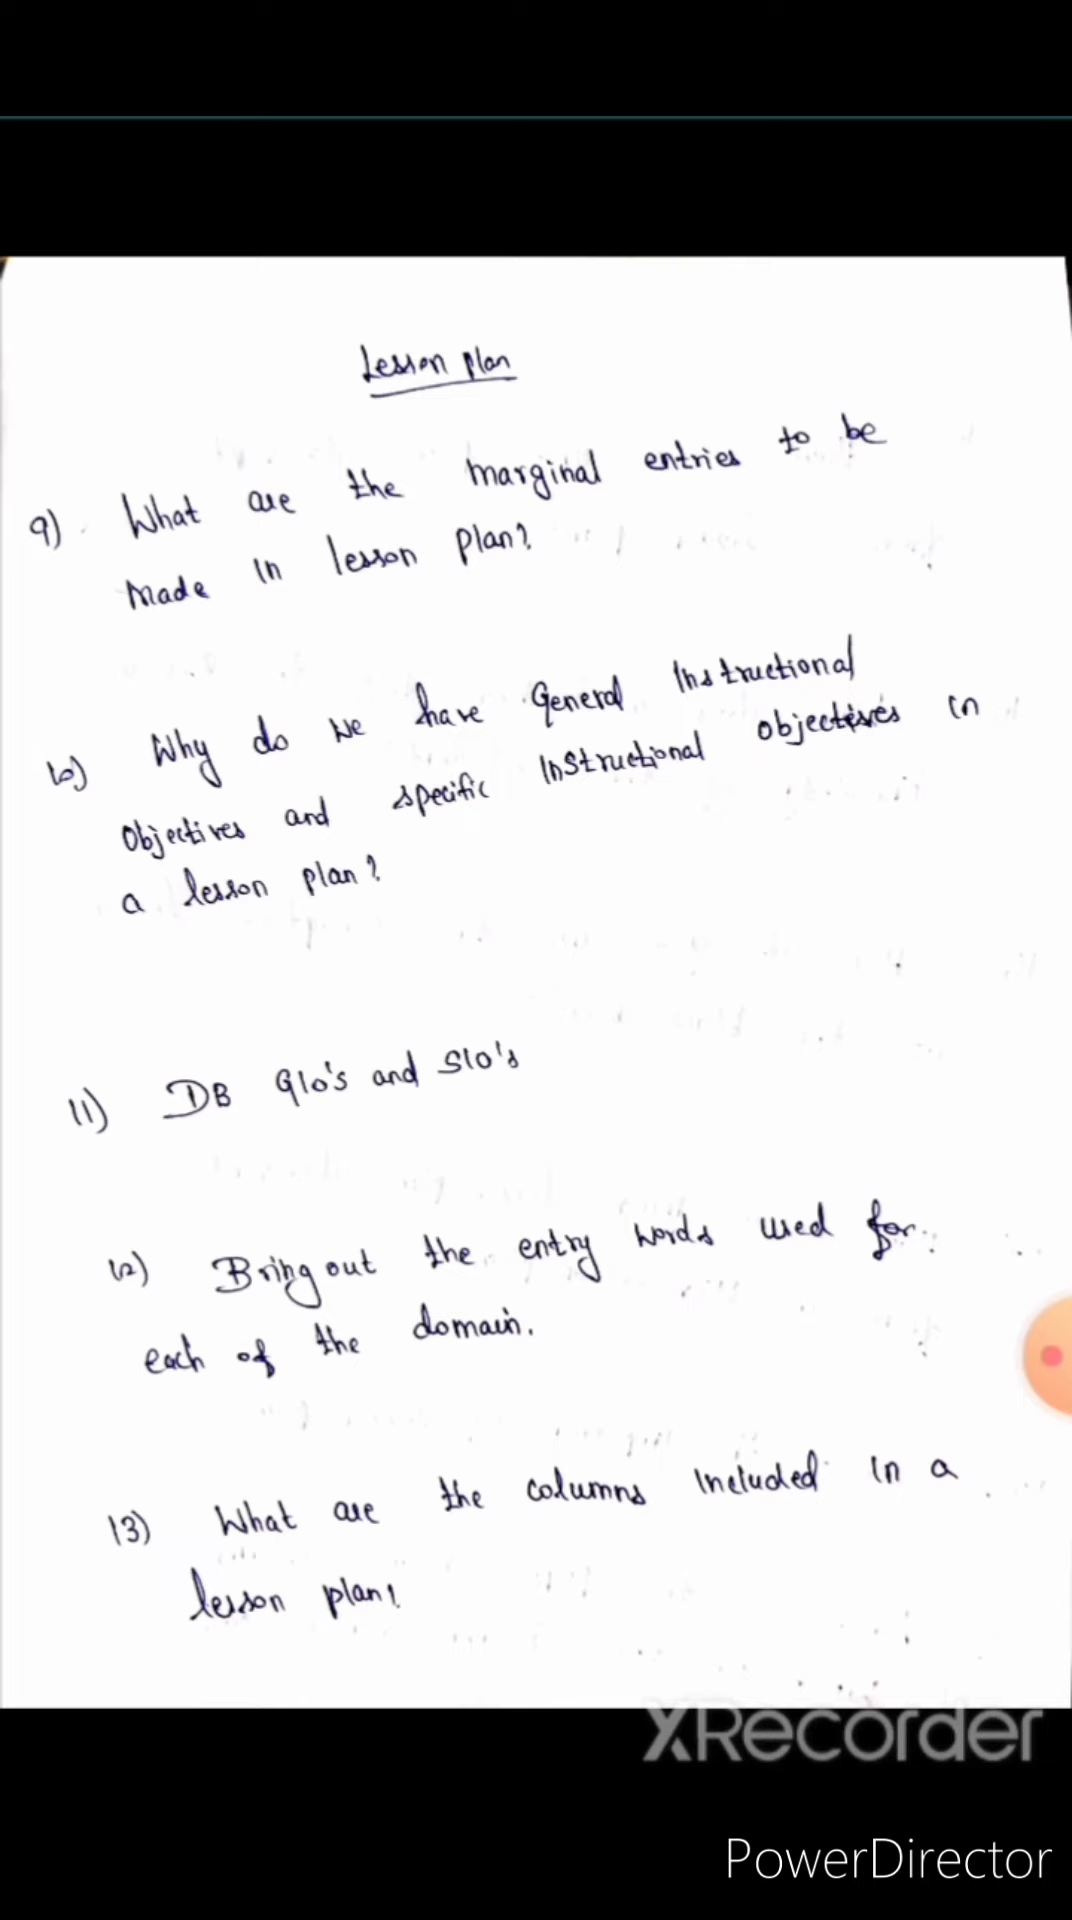 Lesson plan
9) What are the marginal entries to be
made in lesson plan?
10) Why do we have General Instructional
Objectives and specific Instructional objectives in
a lesson plan?
11) DB GIO's and SIO's
12) Bring out the entry words used for
each of the domain.
13) What are the columns included in a
lesson plan?
XRecorder
PowerDirector